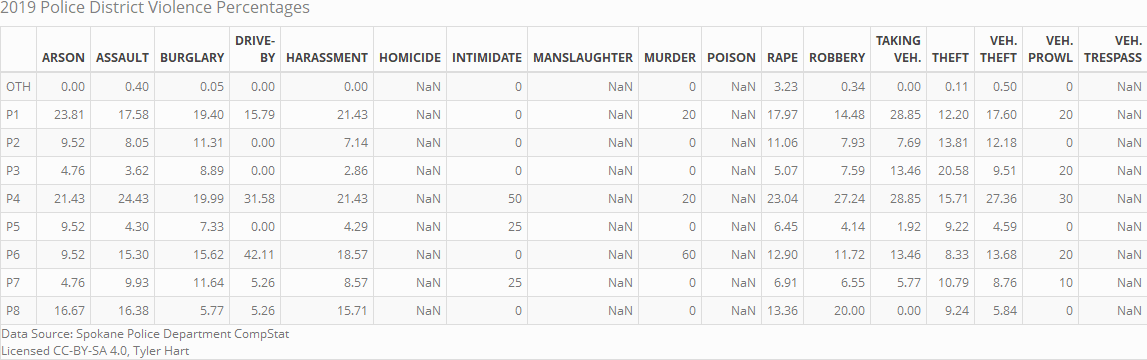 2019 Police District Violence Percentages
ARSON ASSAULT BURGLARY DRIVE-BY HARASSMENT HOMICIDE INTIMIDATE MANSLAUGHTER MURDER POISON RAPE ROBBERY TAKING VEH. THEFT VEH. THEFT VEH. PROWL VEH. TRESPASS
OTH 0.00 0.40 0.05 0.00 0.00 NaN 0 NaN 0 NaN 3.23 0.34 0.00 0.11 0.50 0 NaN
P1 23.81 17.58 19.40 15.79 21.43 NaN 0 NaN 20 NaN 17.97 14.48 28.85 12.20 17.60 20 NaN
P2 9.52 8.05 11.31 0.00 7.14 NaN 0 NaN 0 NaN 11.06 7.93 7.69 13.81 12.18 0 NaN
P3 4.76 3.62 8.89 0.00 2.86 NaN 0 NaN 0 NaN 5.07 7.59 13.46 20.58 9.51 20 NaN
P4 21.43 24.43 19.99 31.58 21.43 NaN 50 NaN 20 NaN 23.04 27.24 28.85 15.71 27.36 30 NaN
P5 9.52 4.30 7.33 0.00 4.29 NaN 25 NaN 0 NaN 6.45 4.14 1.92 9.22 4.59 0 NaN
P6 9.52 15.30 15.62 42.11 18.57 NaN 0 NaN 60 NaN 12.90 11.72 13.46 8.33 13.68 20 NaN
P7 4.76 9.93 11.64 5.26 8.57 NaN 25 NaN 0 NaN 6.91 6.55 5.77 10.79 8.76 10 NaN
P8 16.67 16.38 5.77 5.26 15.71 NaN 0 NaN 0 NaN 13.36 20.00 0.00 9.24 5.84 0 NaN
Data Source: Spokane Police Department CompStat
Licensed CC-BY-SA 4.0, Tyler Hart